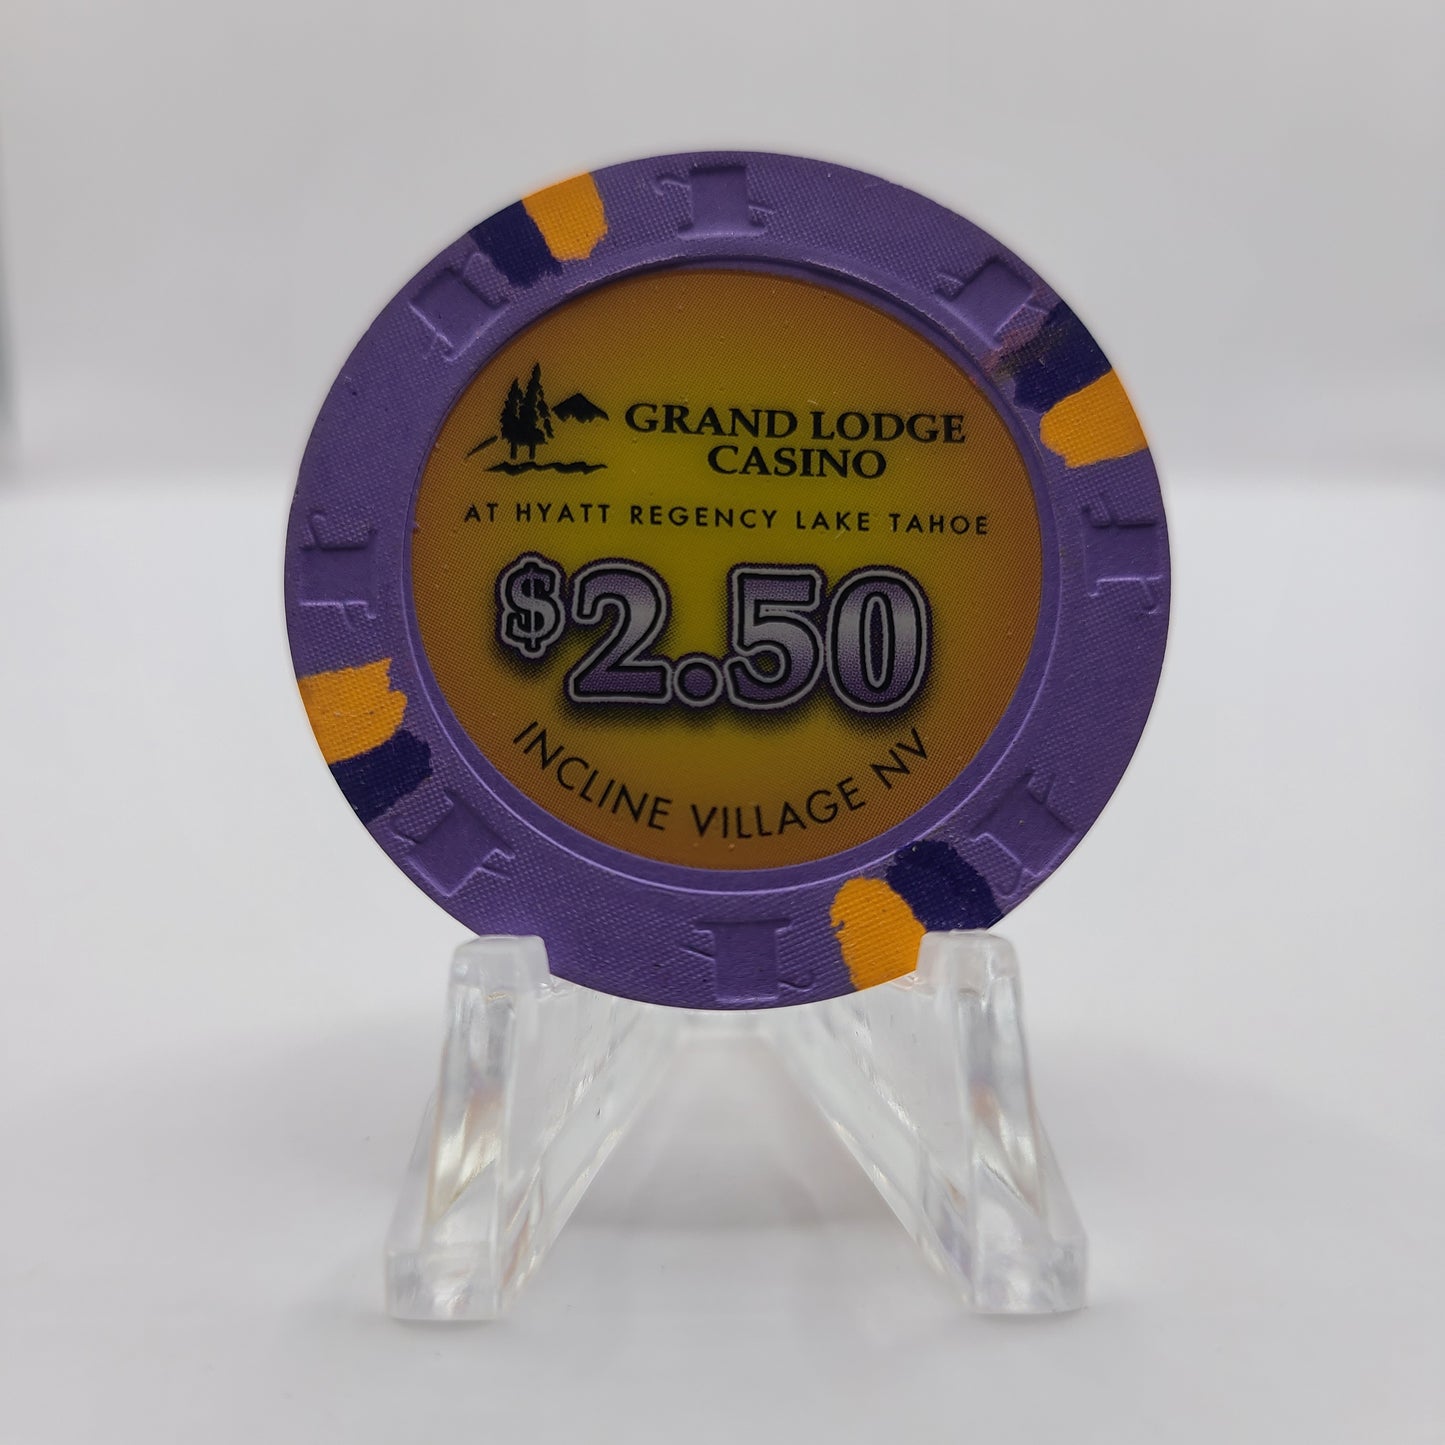 GRAND LODGE
CASINO
AT HYATT REGENCY LAKE TAHOE
$2.50
INCLINE VILLAGE NV